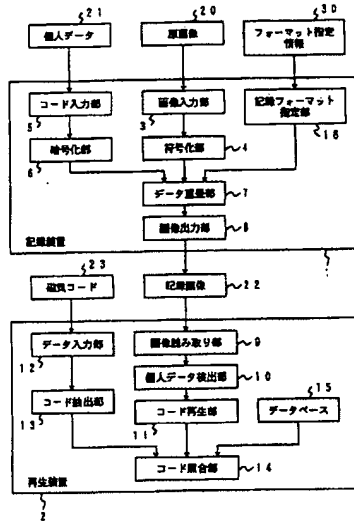 21
20
30
個人データ
原画像
フォーマット指定
情報
コード入力部
画像入力部
記録フォーマット
指定部
5
3
16
暗号化部
符号化部
4
6
データ重畳部
7
画像出力部
8
記録装置
1
23
磁気コード
記録画像
22
データ入力部
画像読み取り部
9
12
個人データ検出部
10
15
コード抽出部
コード再生部
データベース
13
11
コード照合部
14
再生装置
2